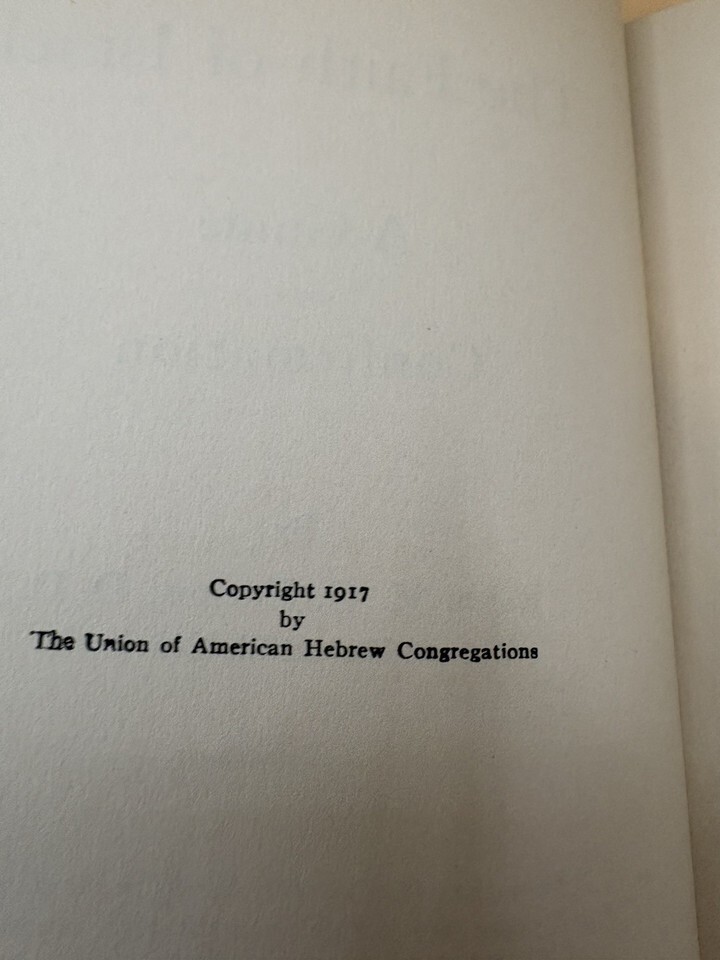 Copyright 1917
by
The Union of American Hebrew Congregations